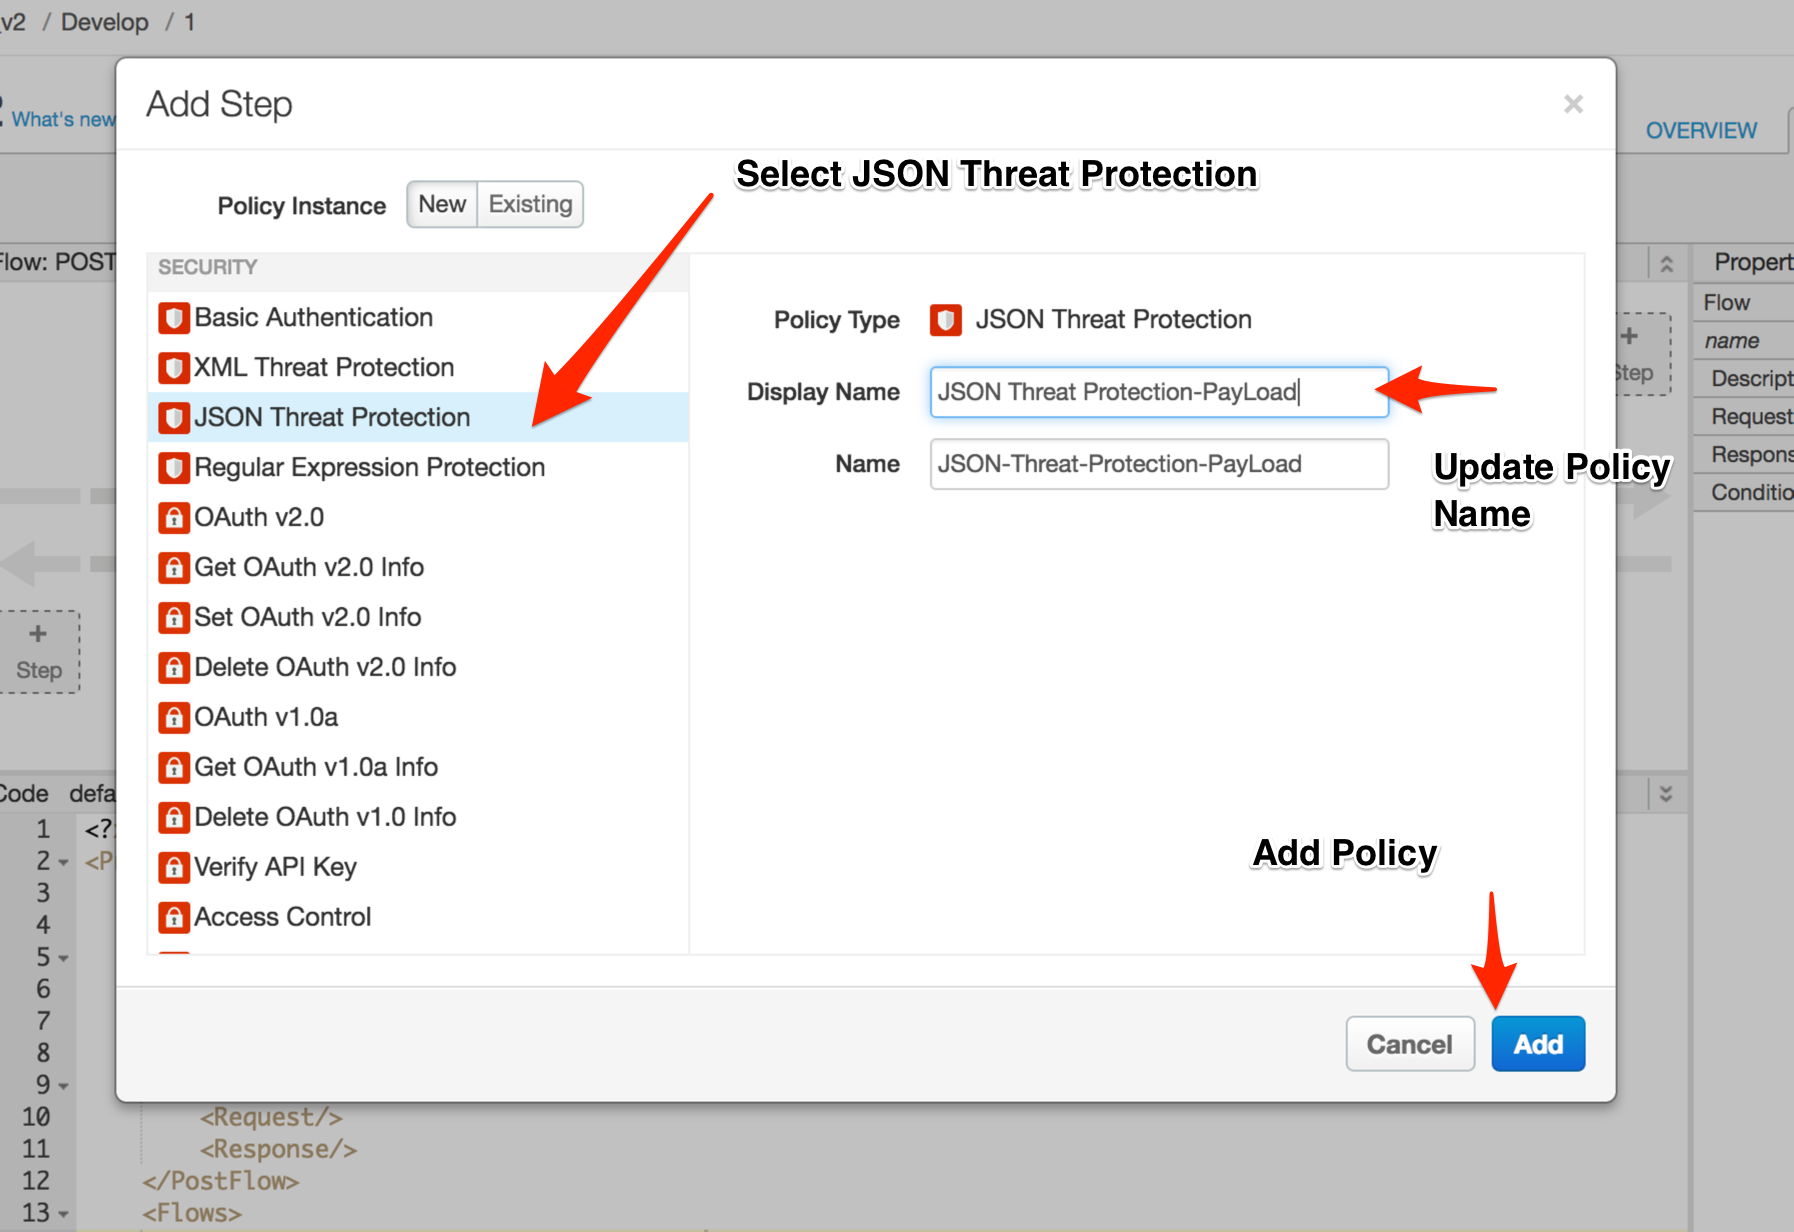 v2 / Develop / 1
What's new
OVERVIEW
Add Step
×
Select JSON Threat Protection
Policy Instance New Existing
Flow: POST
SECURITY
Basic Authentication
XML Threat Protection
JSON Threat Protection
Regular Expression Protection
OAuth v2.0
Get OAuth v2.0 Info
Set OAuth v2.0 Info
Delete OAuth v2.0 Info
OAuth v1.0a
Get OAuth v1.0a Info
Delete OAuth v1.0 Info
Verify API Key
Access Control
Policy Type JSON Threat Protection
Display Name JSON Threat Protection-PayLoad
Name JSON-Threat-Protection-PayLoad
Update Policy
Name
Add Policy
Cancel Add
Propert
Flow
name
Descript
Request
Respons
Conditio
+
Step
+
Step
Code defa
1 <?
2 <P
3
4
5
6
7
8
9
10 <Request/>
11 <Response/>
12 </PostFlow>
13 <Flows>